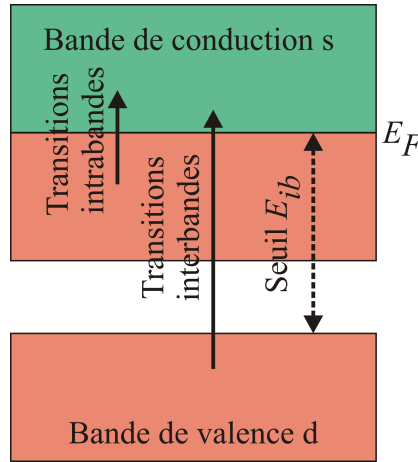 Bande de conduction s
E_F
Transitions
intrabandes
Transitions
interbandes
Seuil E_ib
Bande de valence d